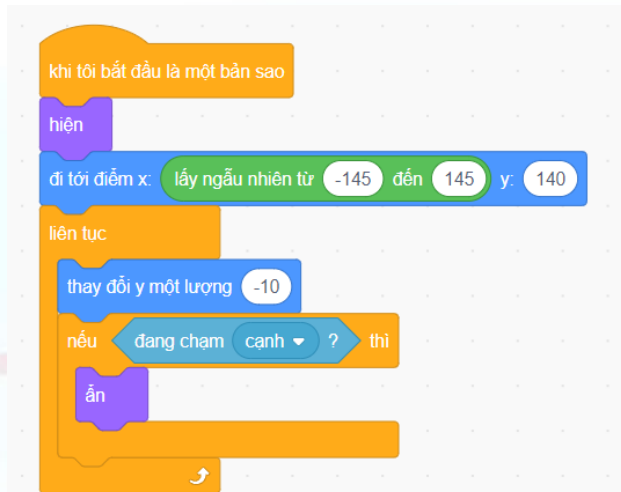 khi tôi bắt đầu là một bản sao
hiện
đi tới điểm x: lấy ngẫu nhiên từ -145 đến 145 y: 140
liên tục
thay đổi y một lượng -10
nếu đang chạm cạnh ? thì
ẩn